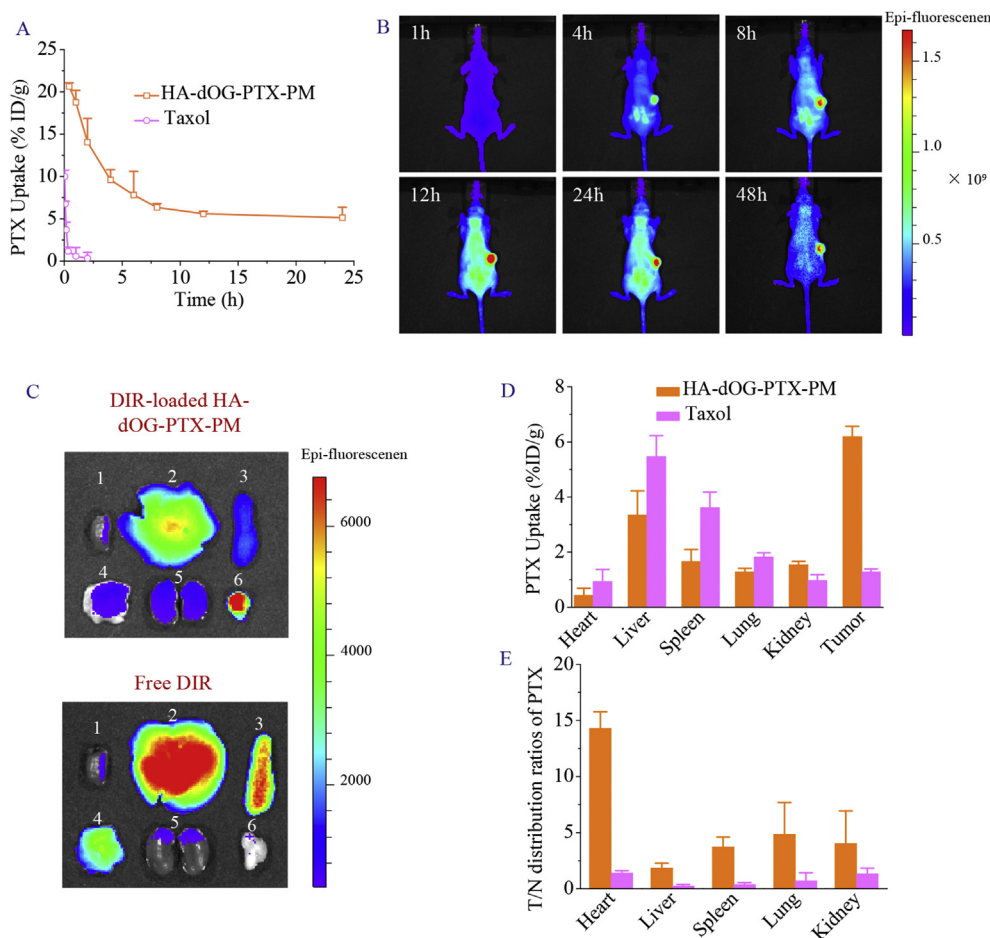 A
25
20
15
10
5
0
PTX Uptake (% ID/g)
0 5 10 15 20 25
Time (h)
HA-dOG-PTX-PM
Taxol
B
1h 4h 8h
12h 24h 48h
Epi-fluorescenen
1.5
1.0
× 10⁹
0.5
C
DIR-loaded HA-
dOG-PTX-PM
1 2 3
4 5 6
Free DIR
1 2 3
4 5 6
Epi-fluorescenen
6000
4000
2000
D
8
6
4
2
0
PTX Uptake (%ID/g)
HA-dOG-PTX-PM
Taxol
Heart Liver Spleen Lung Kidney Tumor
E
20
15
10
5
0
T/N distribution ratios of PTX
Heart Liver Spleen Lung Kidney